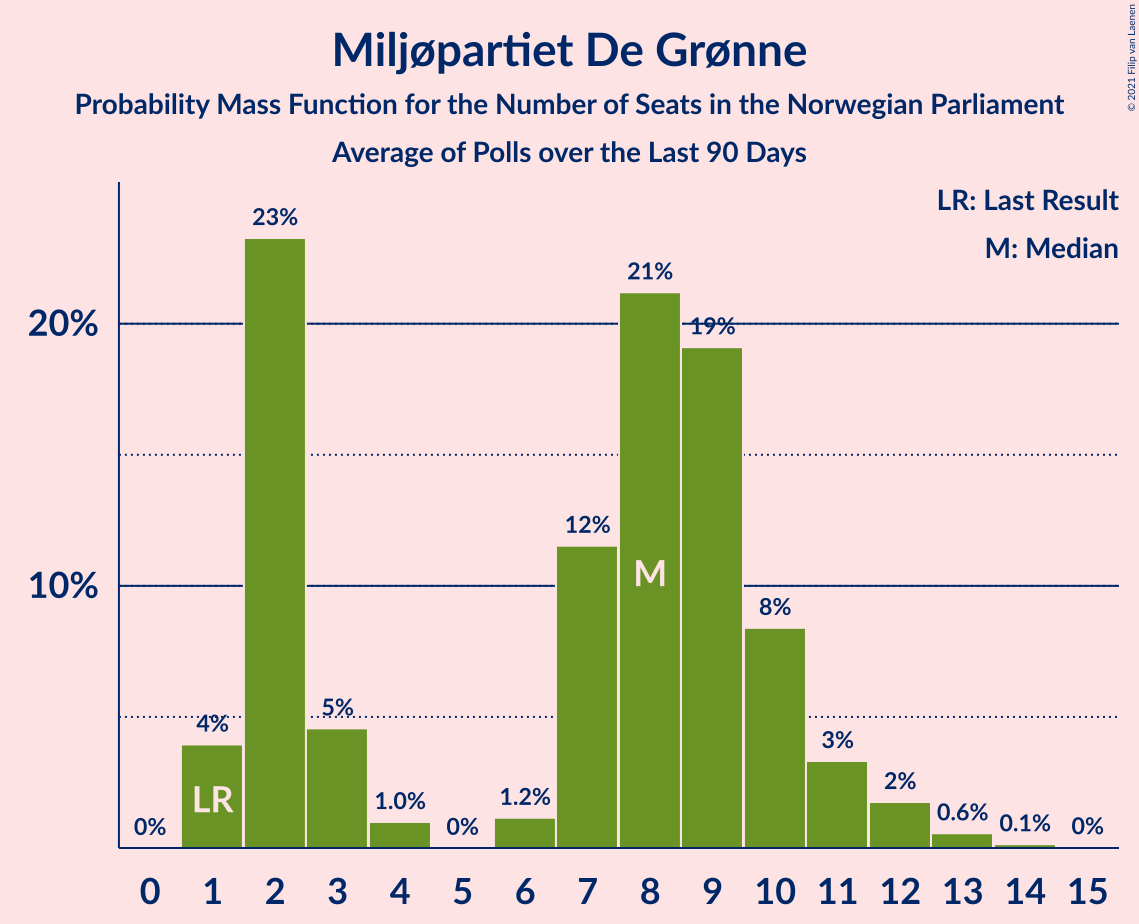 Miljøpartiet De Grønne
Probability Mass Function for the Number of Seats in the Norwegian Parliament
Average of Polls over the Last 90 Days
© 2021 Filip van Laenen
LR: Last Result
M: Median
23%
21%
20%
19%
12%
M
10%
8%
5%
4%
3%
LR
2%
1.0%
1.2%
0.6%
0.1%
0%
0%
0%
0 1 2 3 4 5 6 7 8 9 10 11 12 13 14 15